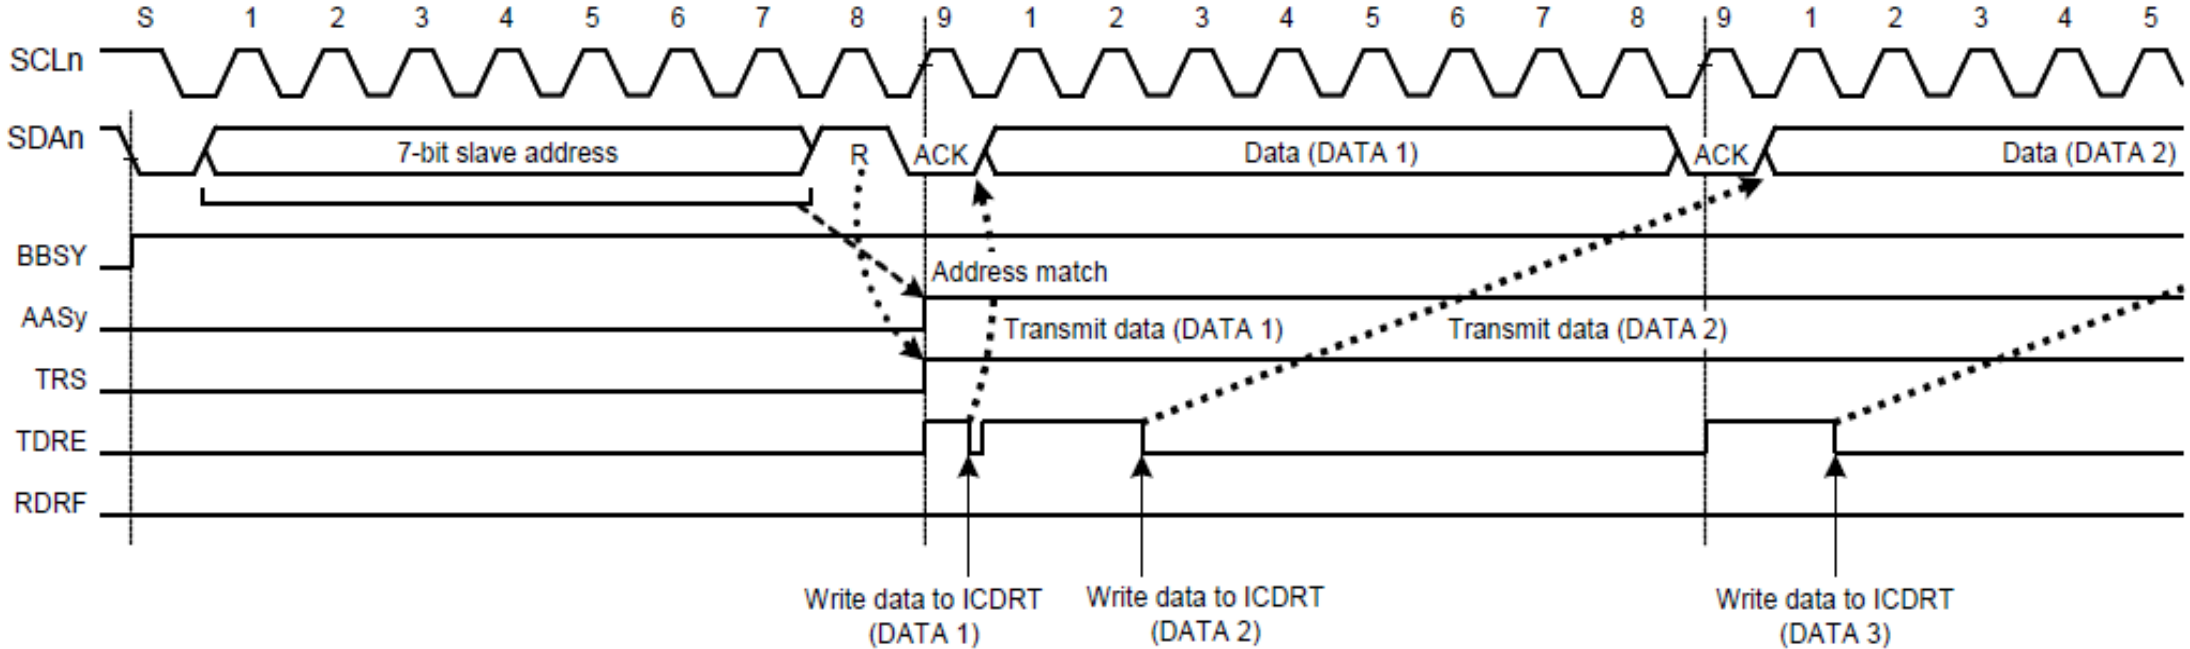 S 1 2 3 4 5 6 7 8 9 1 2 3 4 5 6 7 8 9 1 2 3 4 5
SCLn
SDAn 7-bit slave address R ACK Data (DATA 1) ACK Data (DATA 2)
BBSY
Address match
AASy
Transmit data (DATA 1) Transmit data (DATA 2)
TRS
TDRE
RDRF
Write data to ICDRT
(DATA 1)
Write data to ICDRT
(DATA 2)
Write data to ICDRT
(DATA 3)